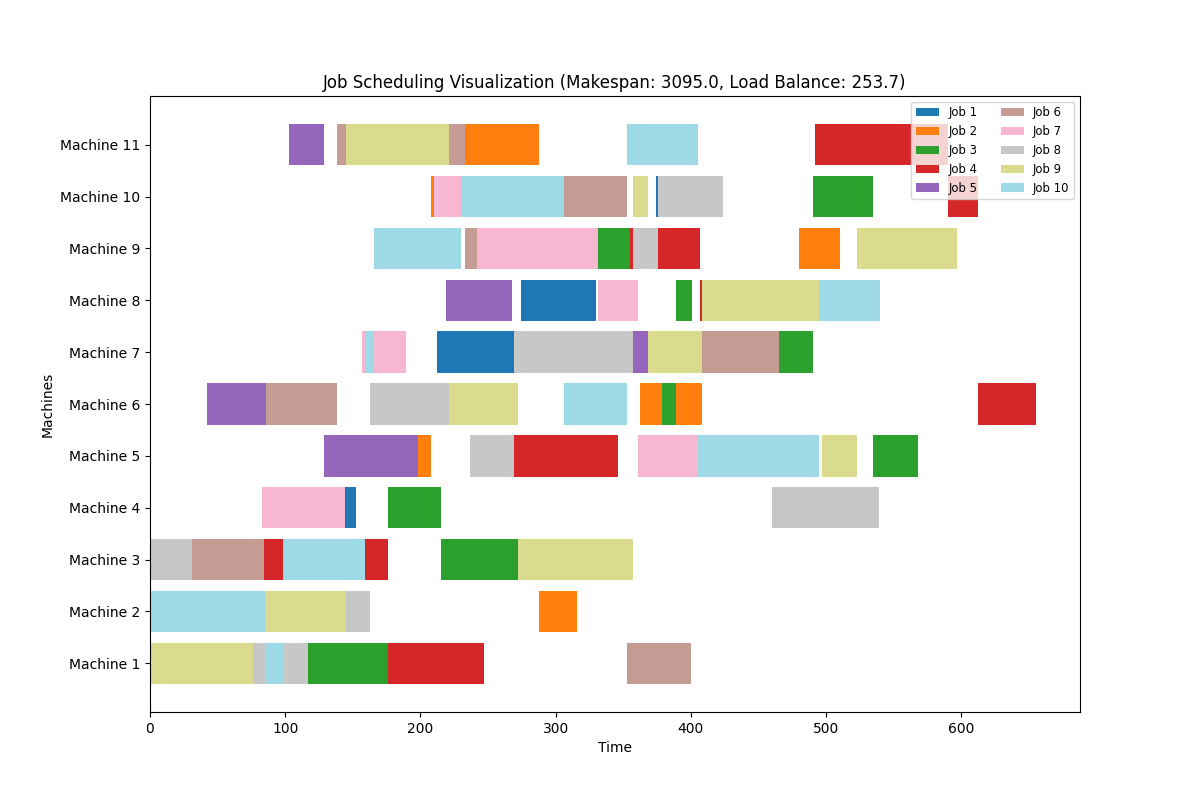 Job Scheduling Visualization (Makespan: 3095.0, Load Balance: 253.7)
Job 1 Job 6
Job 2 Job 7
Job 3 Job 8
Job 4 Job 9
Job 5 Job 10
Machine 11
Machine 10
Machine 9
Machine 8
Machine 7
Machine 6
Machine 5
Machine 4
Machine 3
Machine 2
Machine 1
Machines
0 100 200 300 400 500 600
Time